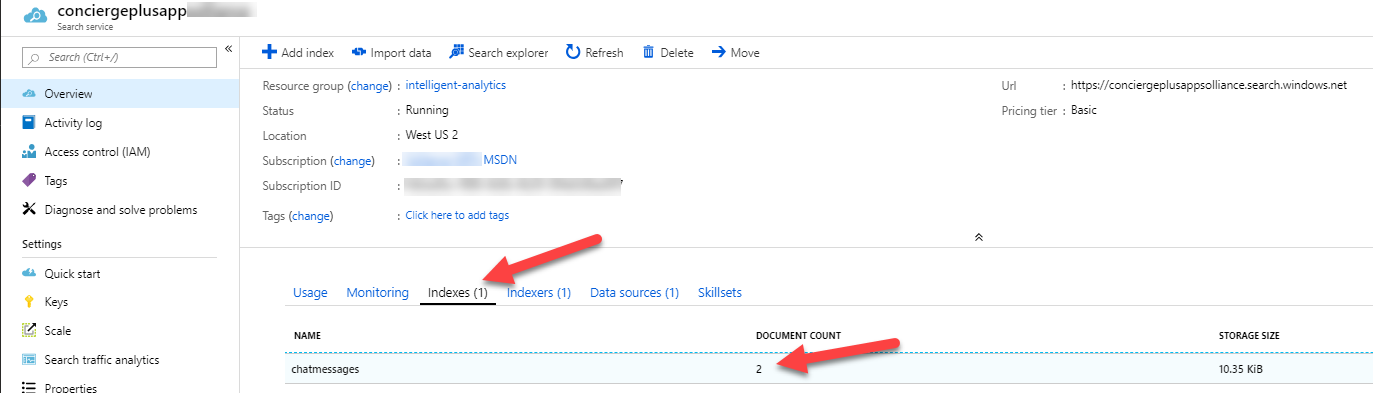 conciergeplusapp
Search service
Search (Ctrl+/)
«
Overview
Activity log
Access control (IAM)
Tags
Diagnose and solve problems
Settings
Quick start
Keys
Scale
Search traffic analytics
Properties
Add index Import data Search explorer Refresh Delete Move
Resource group (change) : intelligent-analytics
Status : Running
Location : West US 2
Subscription (change) : MSDN
Subscription ID :
Tags (change) : Click here to add tags
Url : https://conciergeplusappsolliance.search.windows.net
Pricing tier : Basic
Usage Monitoring Indexes (1) Indexers (1) Data sources (1) Skillsets
NAME DOCUMENT COUNT STORAGE SIZE
chatmessages 2 10.35 KiB